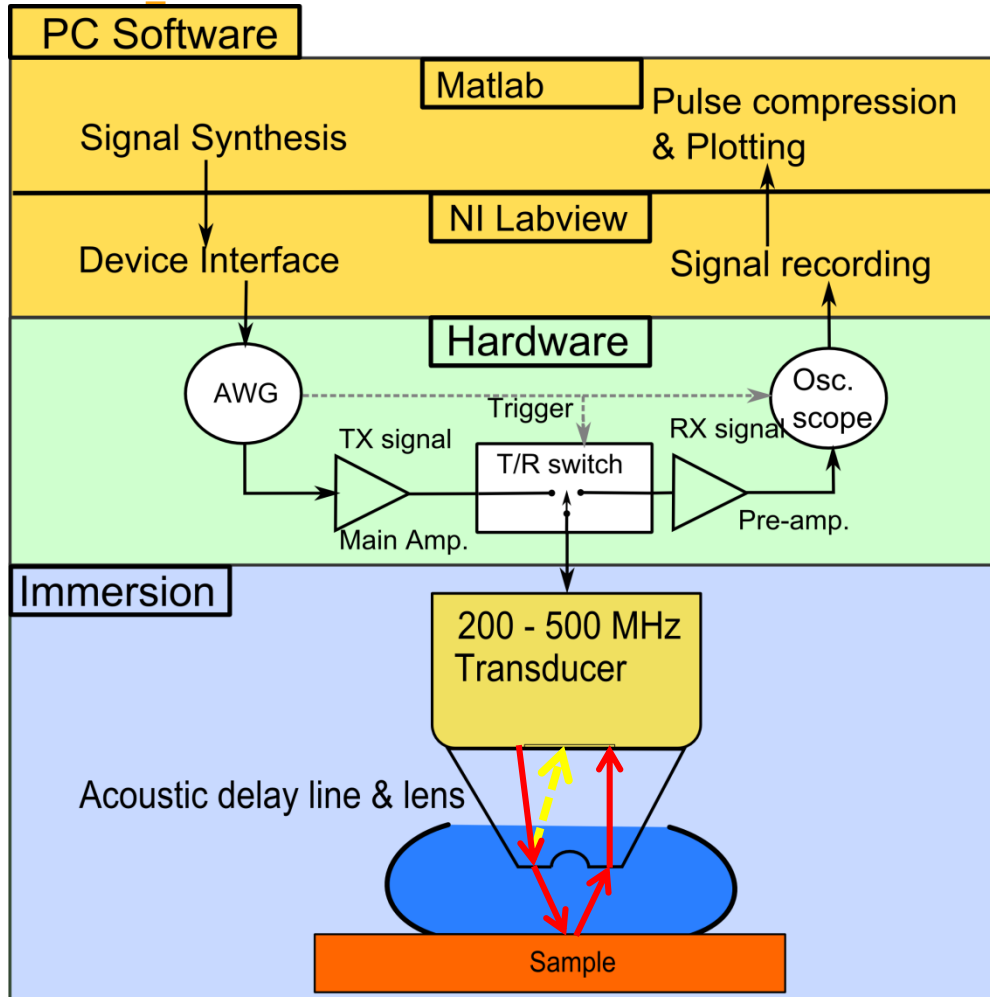 PC Software
Matlab
Signal Synthesis
Pulse compression
& Plotting
NI Labview
Device Interface
Signal recording
Hardware
AWG
Trigger
Osc.
scope
TX signal
T/R switch
RX signal
Main Amp.
Pre-amp.
Immersion
200 - 500 MHz
Transducer
Acoustic delay line & lens
Sample